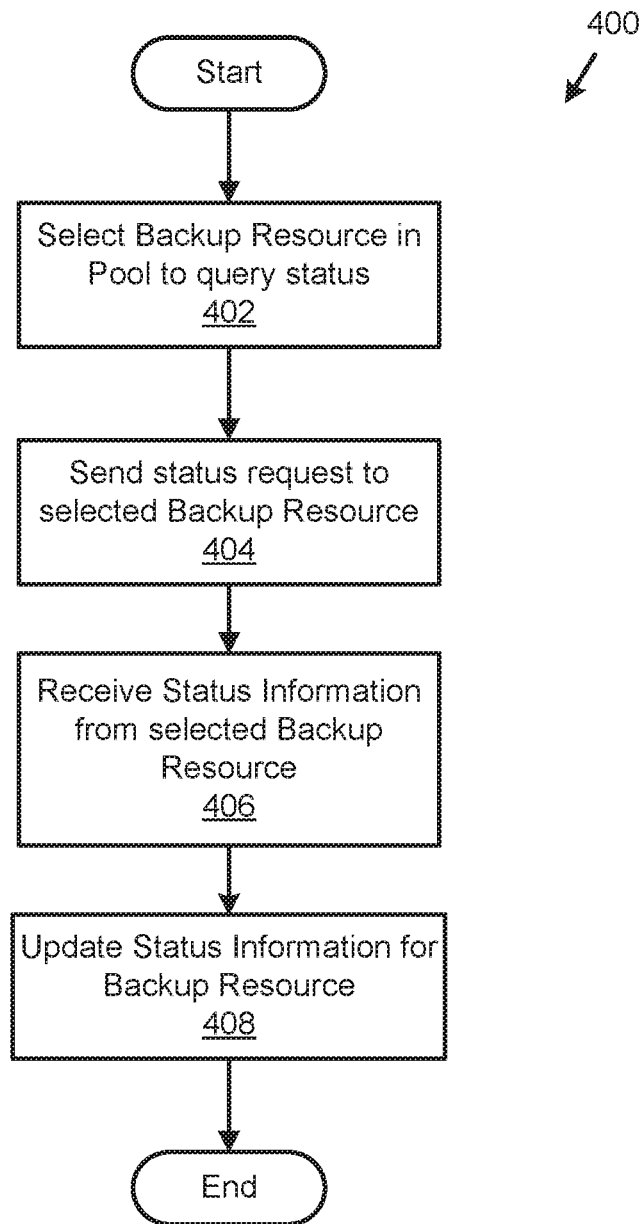 400
Start
Select Backup Resource in
Pool to query status
402
Send status request to
selected Backup Resource
404
Receive Status Information
from selected Backup
Resource
406
Update Status Information for
Backup Resource
408
End